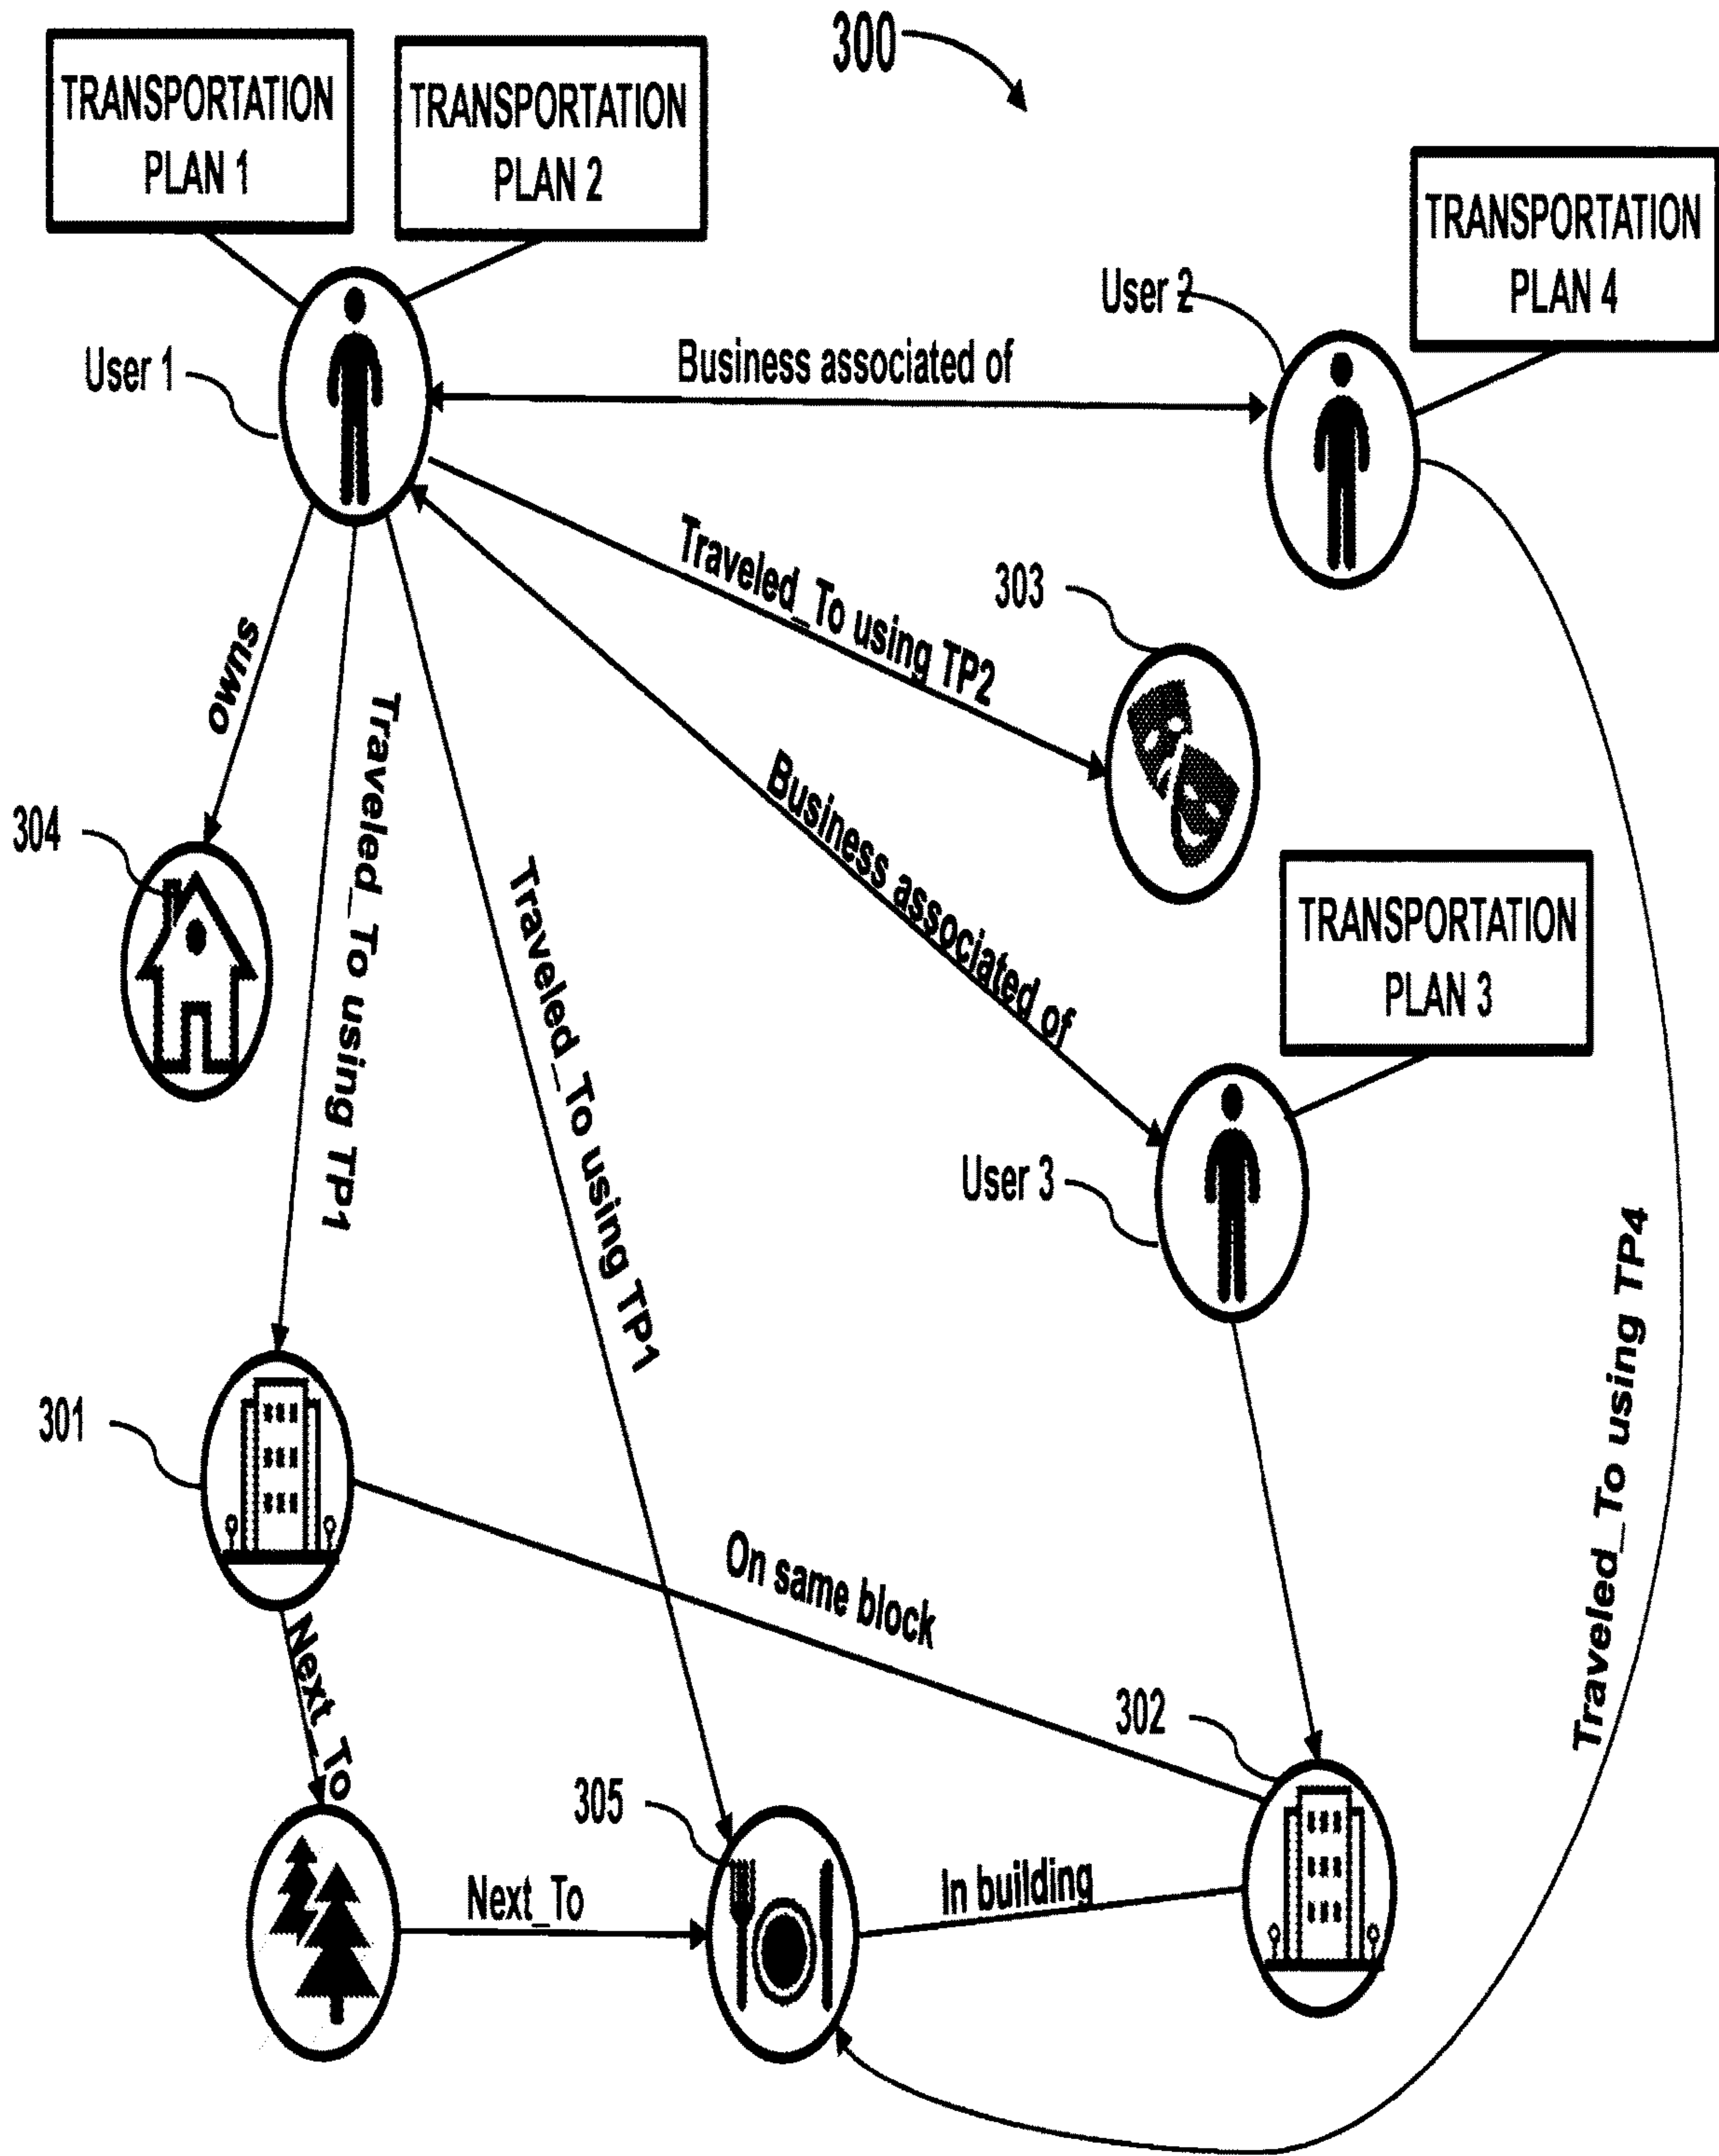 300
TRANSPORTATION
PLAN 1
TRANSPORTATION
PLAN 2
TRANSPORTATION
PLAN 4
User 1
User 2
Business associated of
Traveled_To using TP2
303
owns
304
Traveled_To using TP1
Traveled_To using TP1
Business associated of
TRANSPORTATION
PLAN 3
User 3
Traveled_To using TP4
301
On same block
Next_To
302
305
Next_To
In building